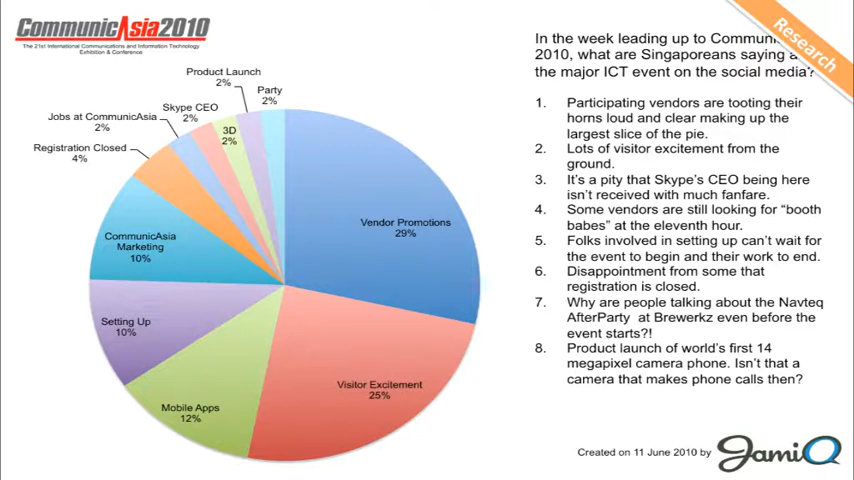 CommunicAsia2010
The 21st International Communications and Information Technology
Exhibition & Conference
Research
In the week leading up to
2010, what are Singaporeans saying
the major ICT event on the social media?
Product Launch
2%
Party
2%
Skype CEO
2%
Jobs at CommunicAsia
2%
3D
2%
Registration Closed
4%
Vendor Promotions
29%
CommunicAsia
Marketing
10%
Setting Up
10%
Visitor Excitement
25%
Mobile Apps
12%
1. Participating vendors are tooting their
horns loud and clear making up the
largest slice of the pie.
2. Lots of visitor excitement from the
ground.
3. It's a pity that Skype's CEO being here
isn't received with much fanfare.
4. Some vendors are still looking for “booth
babes” at the eleventh hour.
5. Folks involved in setting up can't wait for
the event to begin and their work to end.
6. Disappointment from some that
registration is closed.
7. Why are people talking about the Navteq
AfterParty at Brewerkz even before the
event starts?!
8. Product launch of world's first 14
megapixel camera phone. Isn't that a
camera that makes phone calls then?
Created on 11 June 2010 by
JamiQ